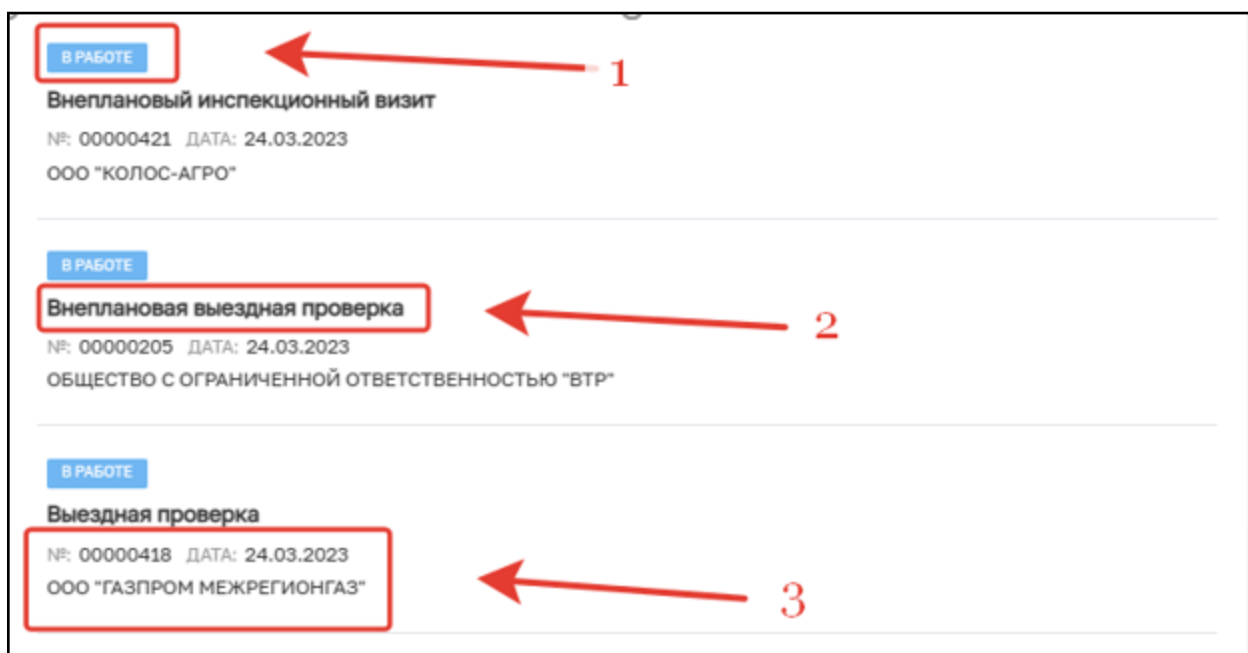 В РАБОТЕ
1
Внеплановый инспекционный визит
№: 00000421 ДАТА: 24.03.2023
ООО "КОЛОС-АГРО"
В РАБОТЕ
Внеплановая выездная проверка
2
№: 00000205 ДАТА: 24.03.2023
ОБЩЕСТВО С ОГРАНИЧЕННОЙ ОТВЕТСТВЕННОСТЬЮ "ВТР"
В РАБОТЕ
Выездная проверка
№: 00000418 ДАТА: 24.03.2023
ООО "ГАЗПРОМ МЕЖРЕГИОНГАЗ"
3